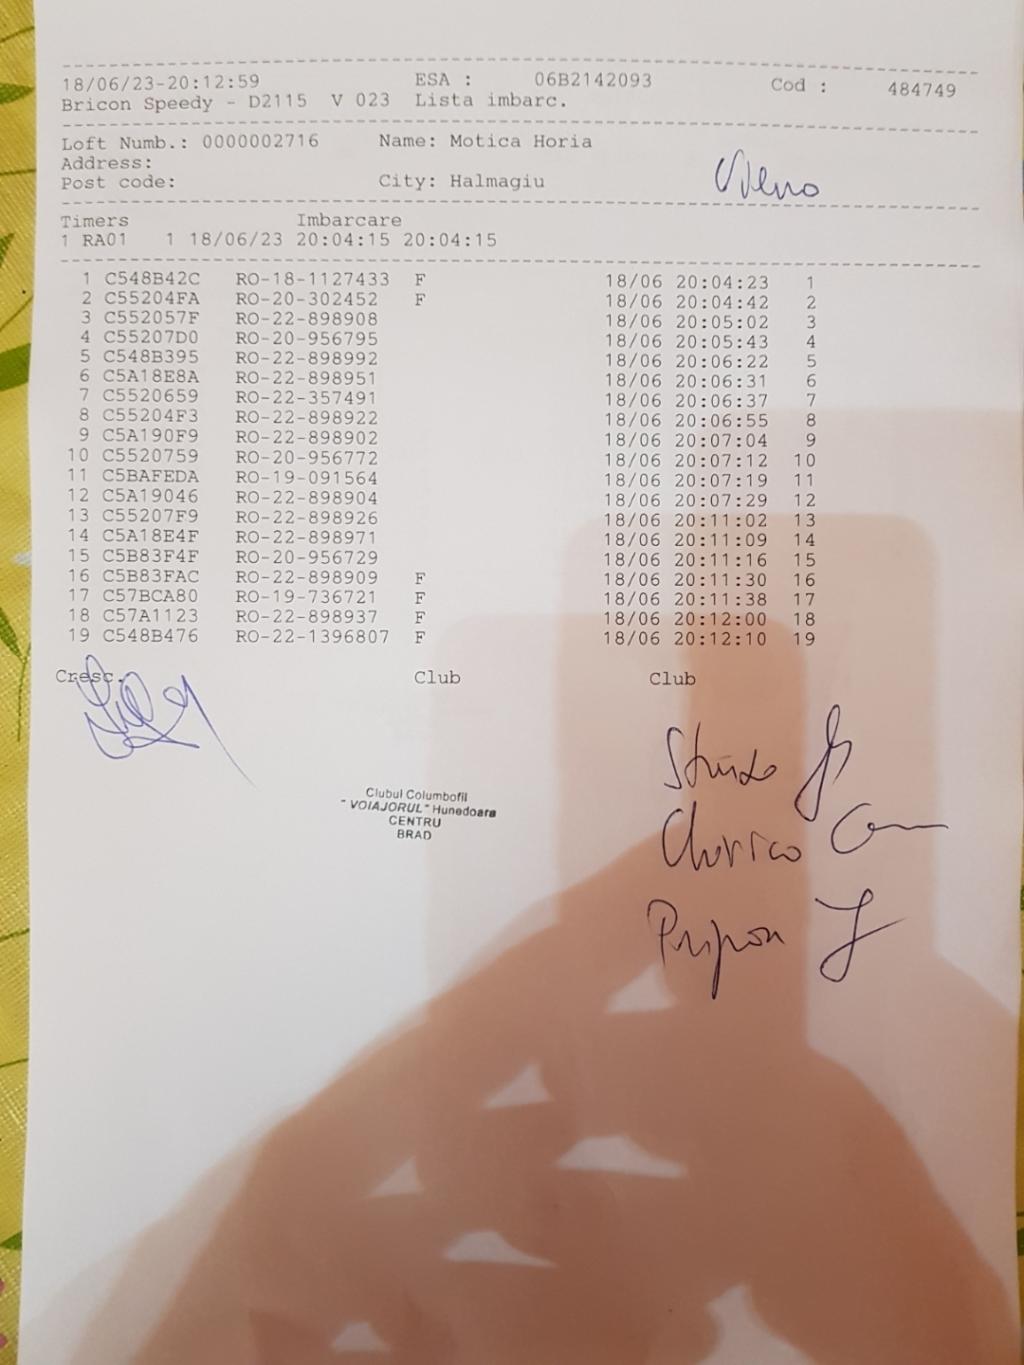 18/06/23-20:12:59 ESA : 06B2142093 Cod : 484749
Bricon Speedy - D2115 V 023 Lista imbarc.
Loft Numb.: 0000002716 Name: Motica Horia
Address:
Post code: City: Halmagiu
Timers Imbarcare
1 RA01 1 18/06/23 20:04:15 20:04:15
1 C548B42C RO-18-1127433 F 18/06 20:04:23 1
2 C55204FA RO-20-302452 F 18/06 20:04:42 2
3 C552057F RO-22-898908 18/06 20:05:02 3
4 C55207D0 RO-20-956795 18/06 20:05:43 4
5 C548B395 RO-22-898992 18/06 20:06:22 5
6 C5A18E8A RO-22-898951 18/06 20:06:31 6
7 C5520659 RO-22-357491 18/06 20:06:37 7
8 C55204F3 RO-22-898922 18/06 20:06:55 8
9 C5A190F9 RO-22-898902 18/06 20:07:04 9
10 C5520759 RO-20-956772 18/06 20:07:12 10
11 C5BAFEDA RO-19-091564 18/06 20:07:19 11
12 C5A19046 RO-22-898904 18/06 20:07:29 12
13 C55207F9 RO-22-898926 18/06 20:11:02 13
14 C5A18E4F RO-22-898971 18/06 20:11:09 14
15 C5B83F4F RO-20-956729 18/06 20:11:16 15
16 C5B83FAC RO-22-898909 F 18/06 20:11:30 16
17 C57BCA80 RO-19-736721 F 18/06 20:11:38 17
18 C57A1123 RO-22-898937 F 18/06 20:12:00 18
19 C548B476 RO-22-1396807 F 18/06 20:12:10 19
Cresc. Club Club
Clubul Columbofil
"VOIAJORUL" Hunedoara
CENTRU
BRAD
Pripon